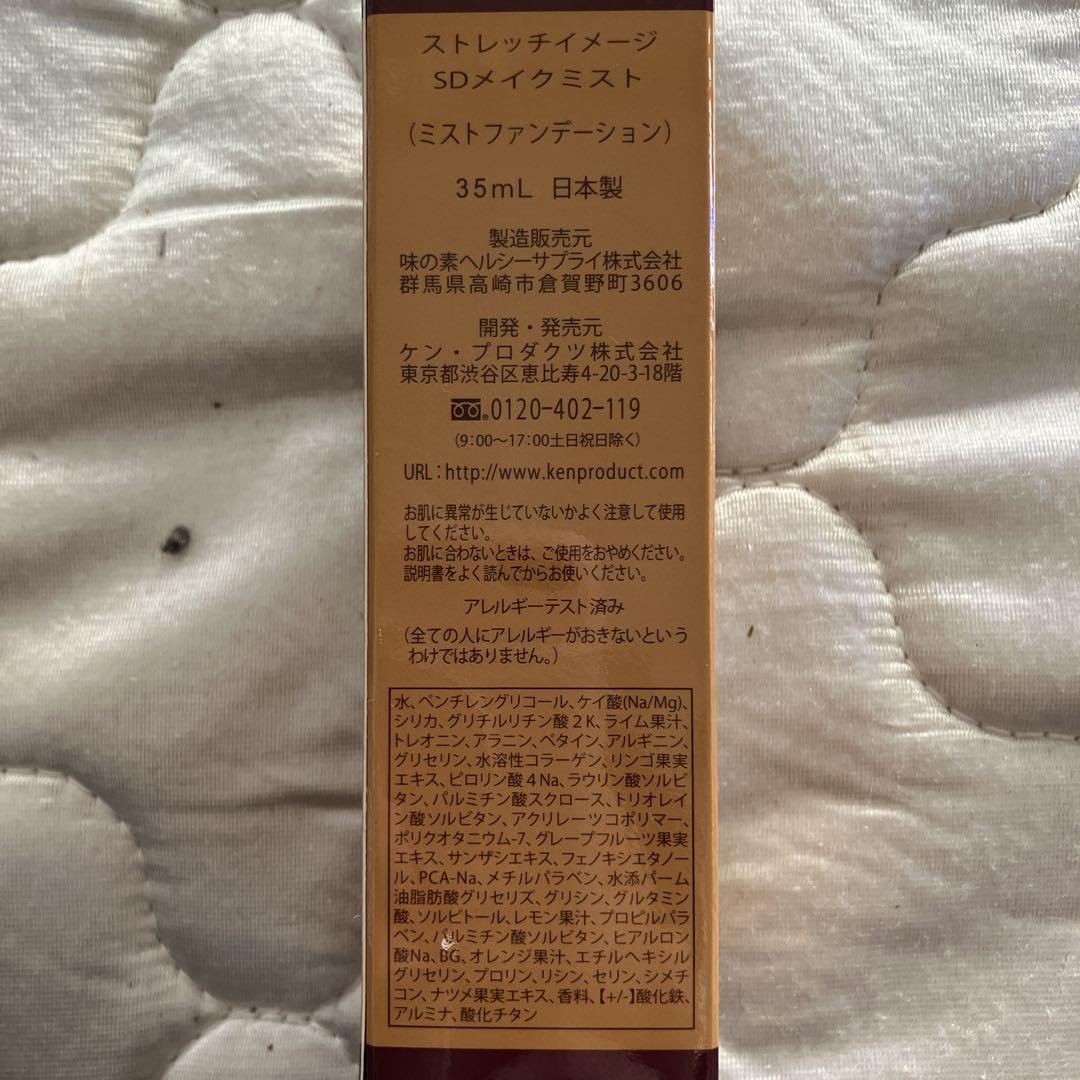 ストレッチイメージ
SDメイクミスト
（ミストファンデーション）
35mL 日本製
製造販売元
味の素ヘルシーサプライ株式会社
群馬県高崎市倉賀野町3606
開発・発売元
ケン・プロダクツ株式会社
東京都渋谷区恵比寿4-20-3-18階
0120-402-119
（9:00〜17:00土日祝日除く）
URL：http://www.kenproduct.com
お肌に異常が生じていないかよく注意して使用
してください。
お肌に合わないときは、ご使用をおやめください。
説明書をよく読んでからお使いください。
アレルギーテスト済み
（全ての人にアレルギーがおきないという
わけではありません。）
水、ペンチレングリコール、ケイ酸(Na/Mg)、
シリカ、グリチルリチン酸2K、ライム果汁、
トレオニン、アラニン、ベタイン、アルギニン、
グリセリン、水溶性コラーゲン、リンゴ果実
エキス、ピロリン酸4Na、ラウリン酸ソルビ
タン、パルミチン酸スクロース、トリオレイ
ン酸ソルビタン、アクリレーツコポリマー、
ポリクオタニウム-7、グレープフルーツ果実
エキス、サンザシエキス、フェノキシエタノー
ル、PCA-Na、メチルパラベン、水添パーム
油脂肪酸グリセリズ、グリシン、グルタミン
酸、ソルビトール、レモン果汁、プロピルパラ
ベン、パルミチン酸ソルビタン、ヒアルロン
酸Na、BG、オレンジ果汁、エチルヘキシル
グリセリン、プロリン、リシン、セリン、シメチ
コン、ナツメ果実エキス、香料、【+/-】酸化鉄、
アルミナ、酸化チタン